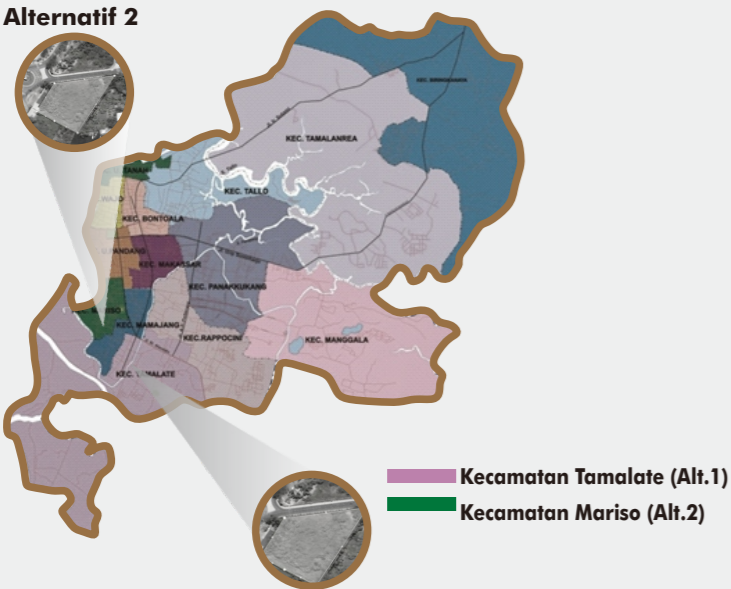 Alternatif 2
KEC. TAMALANREA
KEC. TALLO
KEC. BONTOALA
KEC. MAKASSAR
KEC. PANAKKUKANG
KEC. MAMAJANG
KEC.RAPPOCINI
KEC. MANGGALA
KEC. TAMALATE
Kecamatan Tamalate (Alt.1)
Kecamatan Mariso (Alt.2)